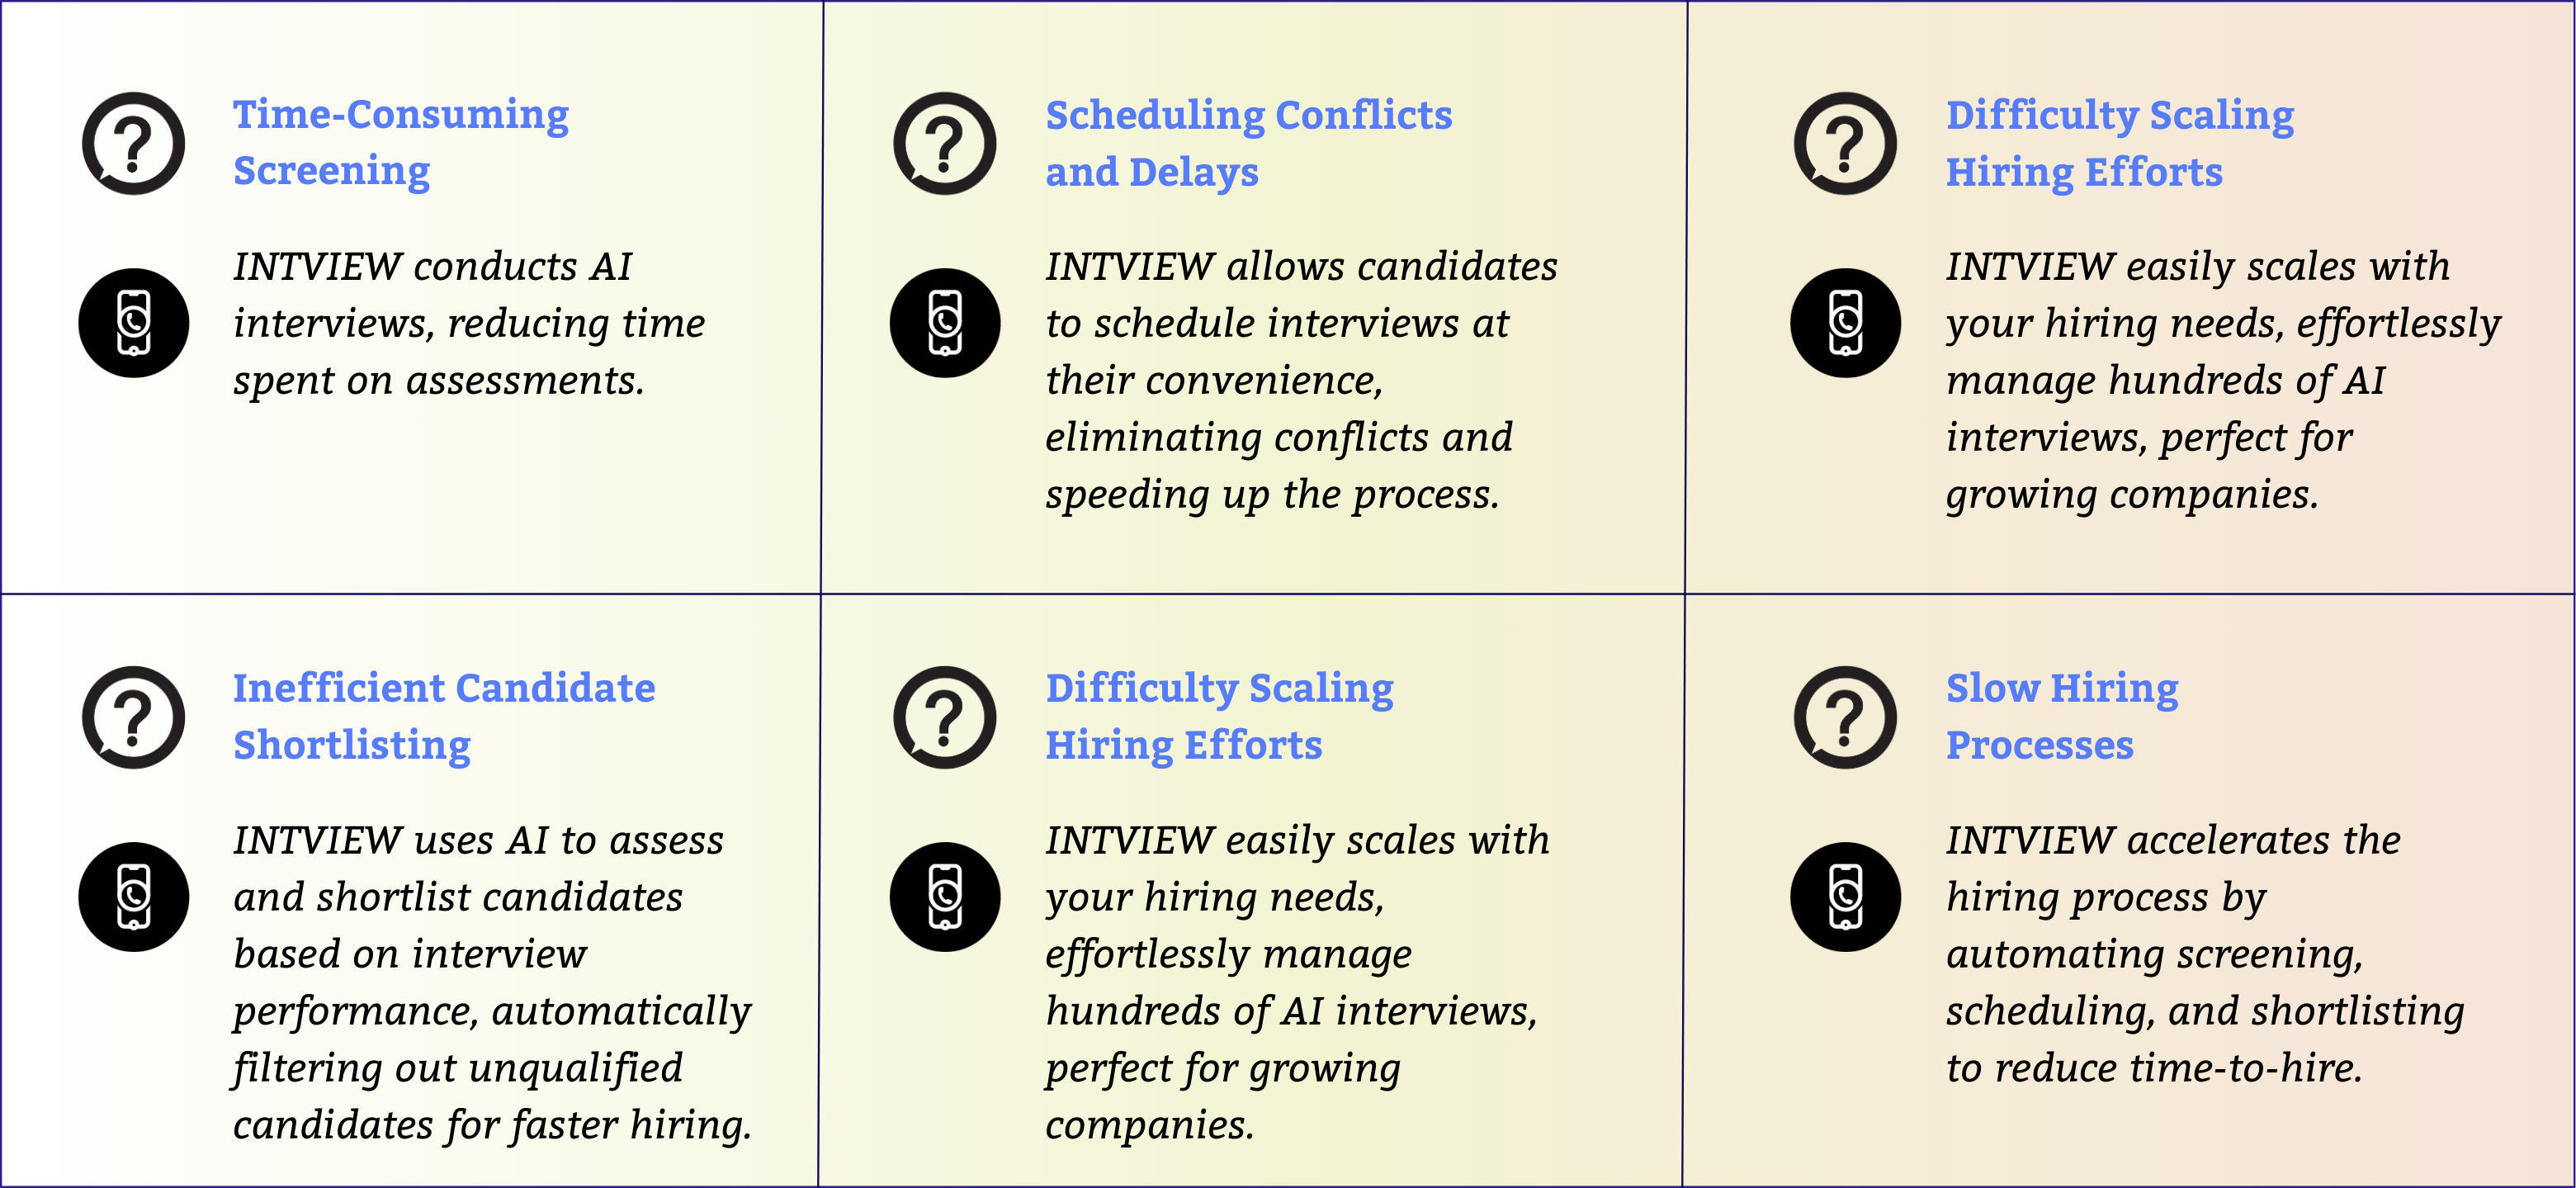 Time-Consuming
Screening
INTVIEW conducts AI
interviews, reducing time
spent on assessments.
Scheduling Conflicts
and Delays
INTVIEW allows candidates
to schedule interviews at
their convenience,
eliminating conflicts and
speeding up the process.
Difficulty Scaling
Hiring Efforts
INTVIEW easily scales with
your hiring needs, effortlessly
manage hundreds of AI
interviews, perfect for
growing companies.
Inefficient Candidate
Shortlisting
INTVIEW uses AI to assess
and shortlist candidates
based on interview
performance, automatically
filtering out unqualified
candidates for faster hiring.
Difficulty Scaling
Hiring Efforts
INTVIEW easily scales with
your hiring needs,
effortlessly manage
hundreds of AI interviews,
perfect for growing
companies.
Slow Hiring
Processes
INTVIEW accelerates the
hiring process by
automating screening,
scheduling, and shortlisting
to reduce time-to-hire.